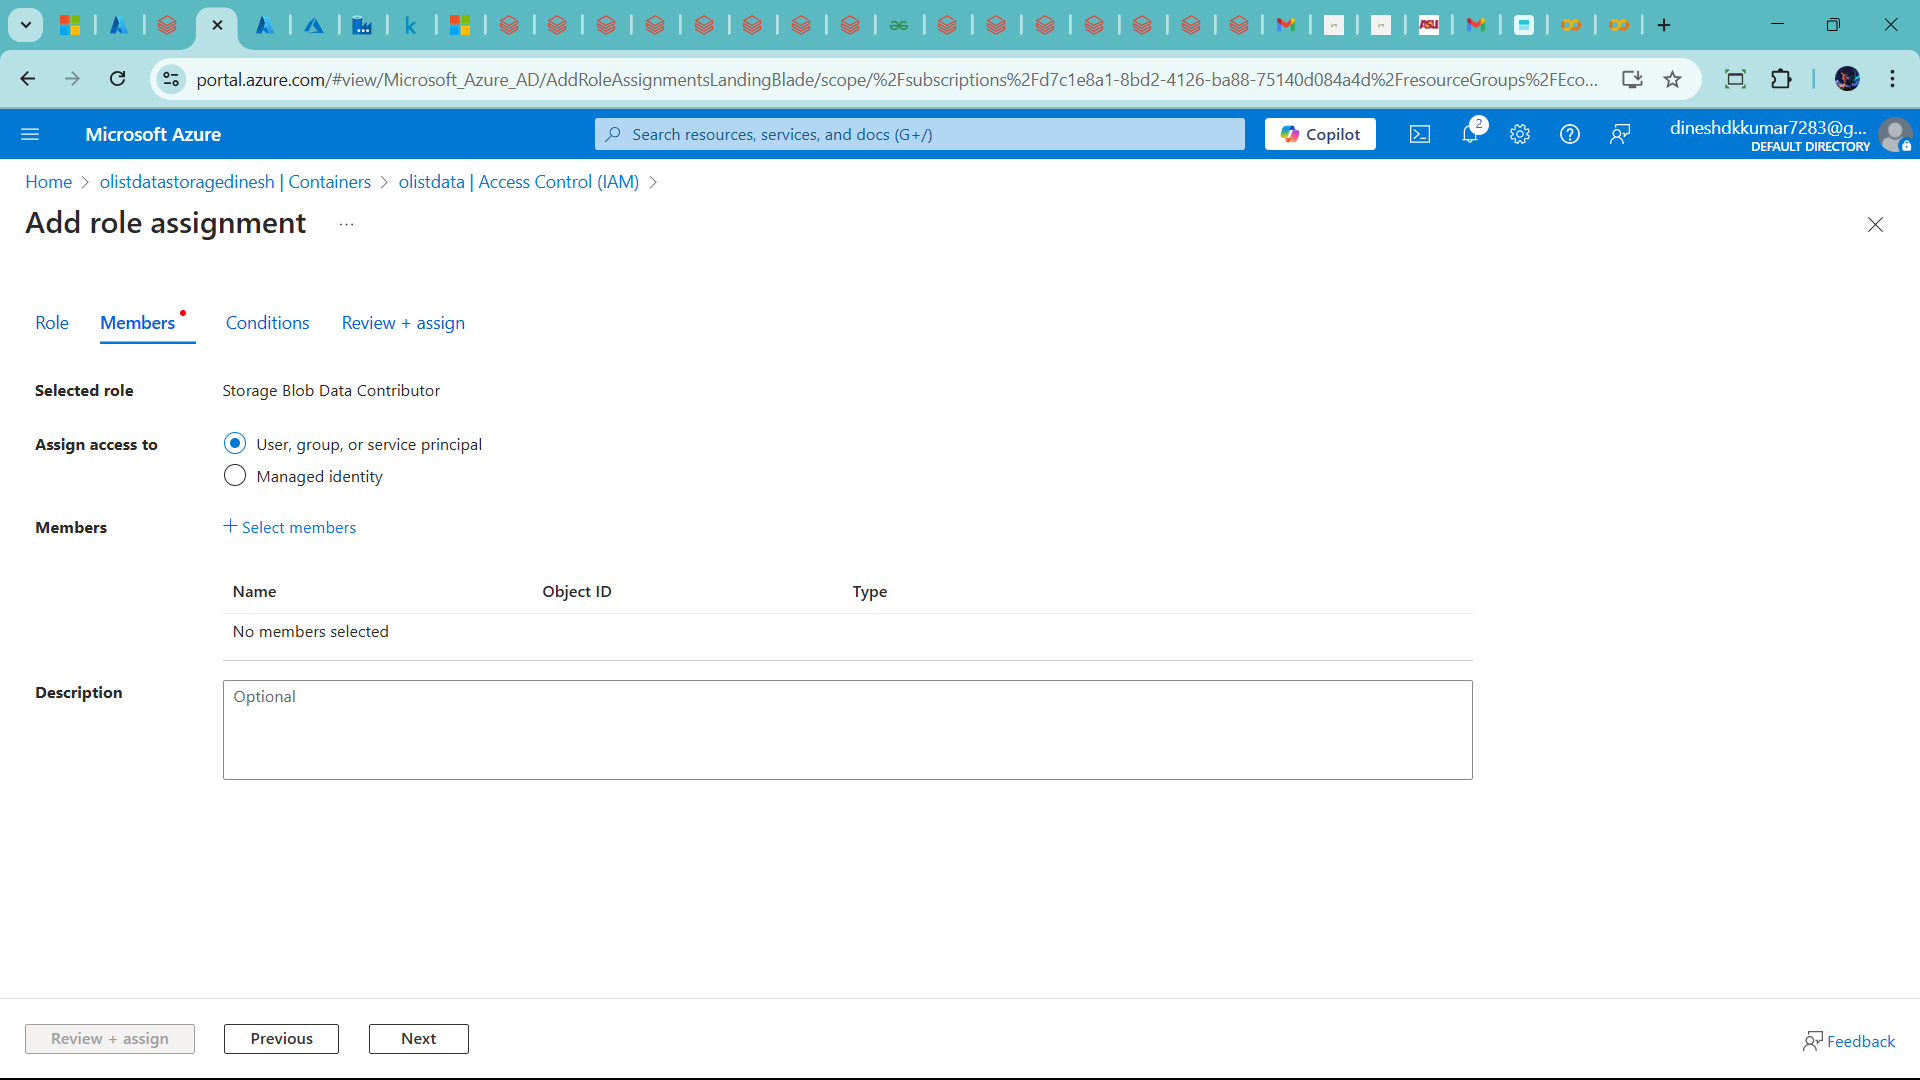 portal.azure.com/#view/Microsoft_Azure_AD/AddRoleAssignmentsLandingBlade/scope/%2Fsubscriptions%2Fd7c1e8a1-8bd2-4126-ba88-75140d084a4d%2FresourceGroups%2FEco...
Microsoft Azure
Search resources, services, and docs (G+/)
Copilot
2
dineshdkkumar7283@g...
DEFAULT DIRECTORY
Home > olistdatastoragedinesh | Containers > olistdata | Access Control (IAM) >
Add role assignment ...
Role Members Conditions Review + assign
Selected role Storage Blob Data Contributor
Assign access to User, group, or service principal
Managed identity
Members + Select members
Name Object ID Type
No members selected
Description Optional
Review + assign Previous Next
Feedback